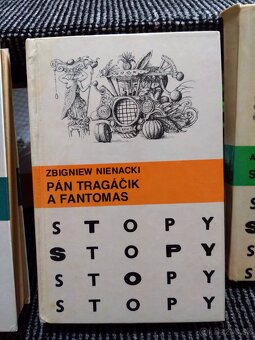 ZBIGNIEW NIENACKI
PÁN TRAGÁČIK
A FANTOMAS
STOPY
STOPY
STOPY
STOPY
A
S